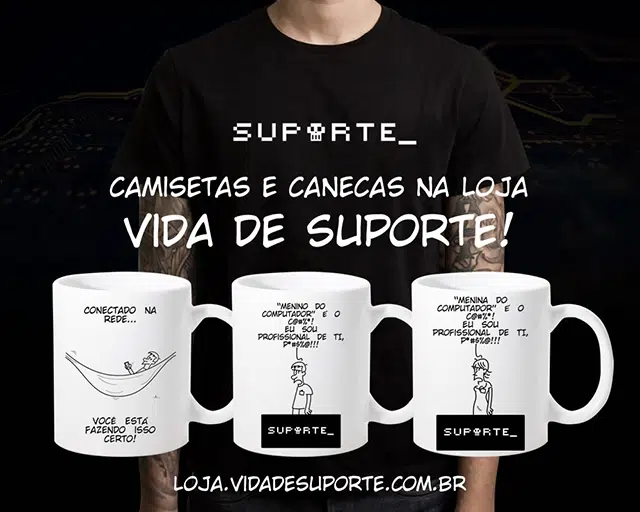 SUPORTE_
CAMISETAS E CANECAS NA LOJA
VIDA DE SUPORTE!
CONECTADO NA
REDE...
VOCÊ ESTÁ
FAZENDO ISSO
CERTO!
"MENINO DO
COMPUTADOR" E O
C@#%*!
EU SOU
PROFISSIONAL DE TI,
P*#$%@!!!
SUPORTE_
"MENINA DO
COMPUTADOR" E O
C@#%*!
EU SOU
PROFISSIONAL DE TI,
P*#$%@!!!
SUPORTE_
LOJA.VIDADESUPORTE.COM.BR